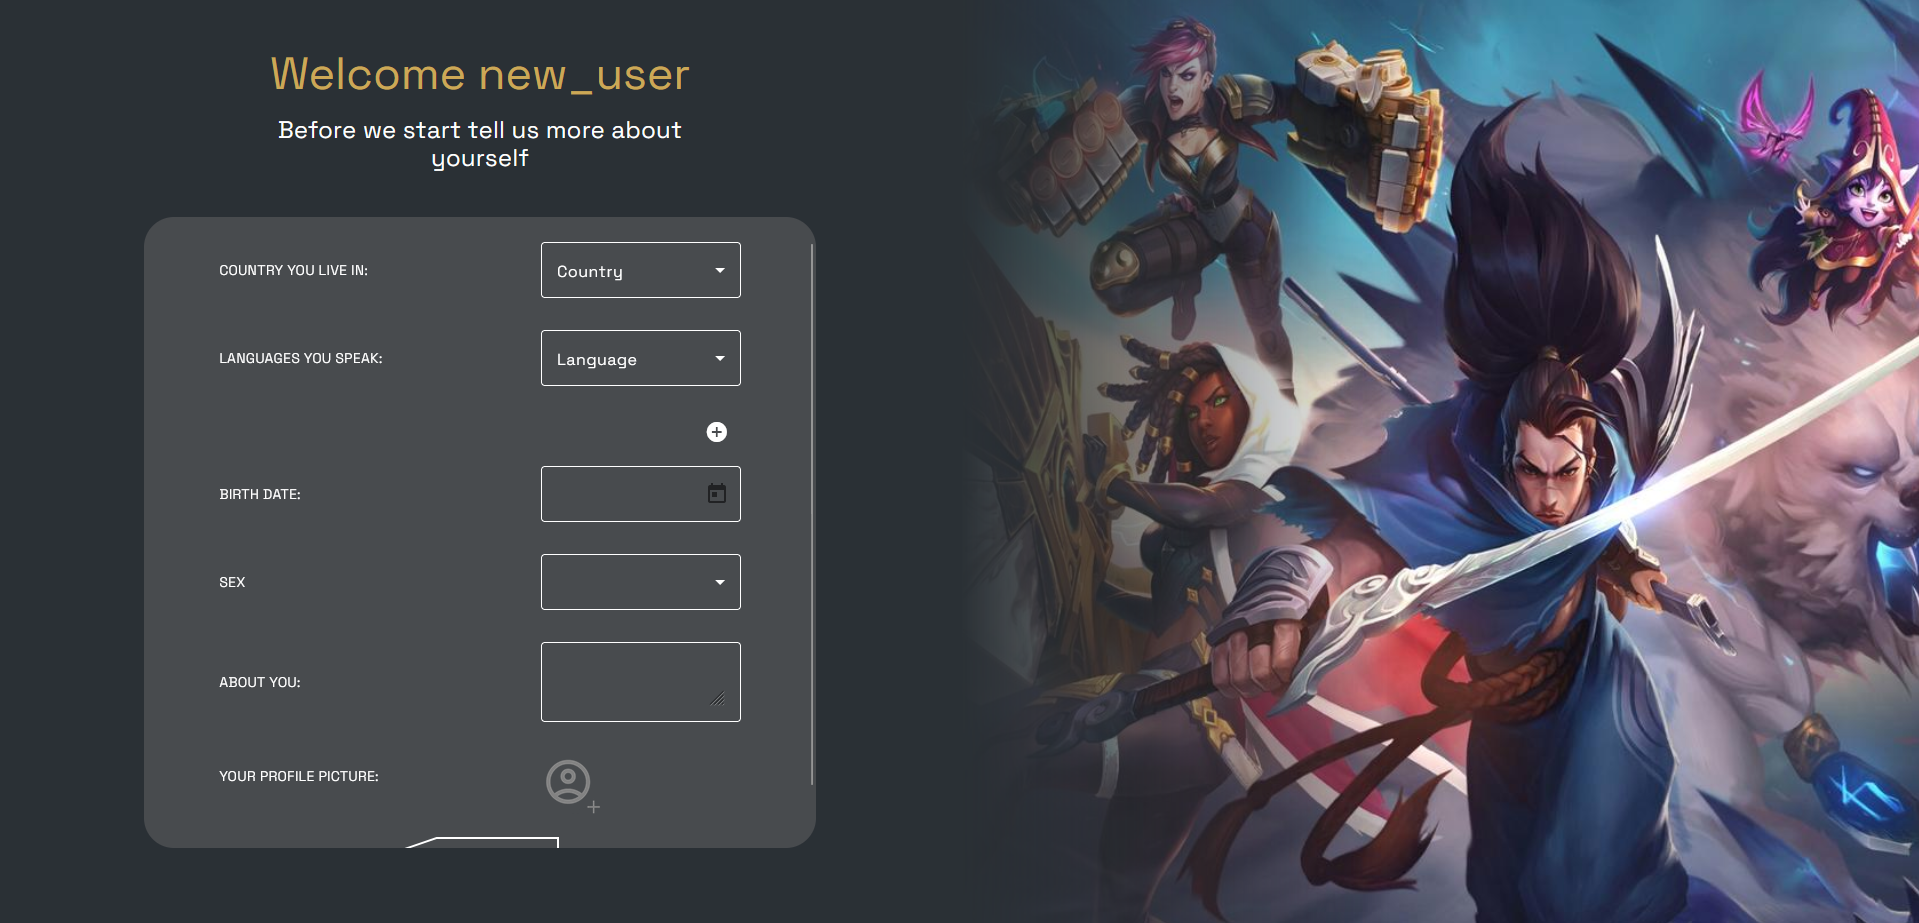 Welcome new_user
Before we start tell us more about
yourself
COUNTRY YOU LIVE IN:
Country
LANGUAGES YOU SPEAK:
Language
BIRTH DATE:
SEX
ABOUT YOU:
YOUR PROFILE PICTURE: